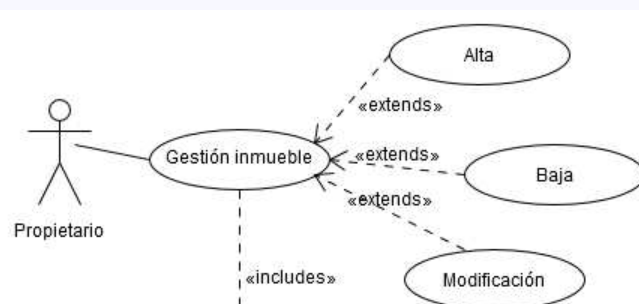 Alta
«extends»
Gestión inmueble
«extends»
Baja
«extends»
Propietario
«includes»
Modificación